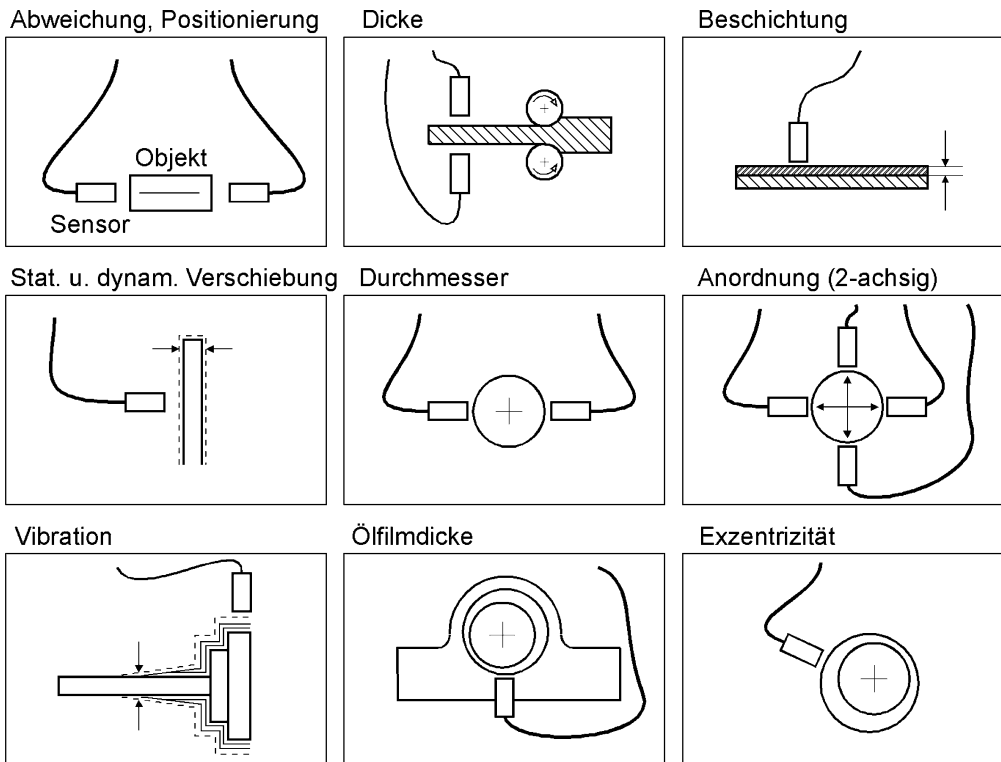 Abweichung, Positionierung
Dicke
Beschichtung
Objekt
Sensor
Stat. u. dynam. Verschiebung
Durchmesser
Anordnung (2-achsig)
Vibration
Ölfilmdicke
Exzentrizität